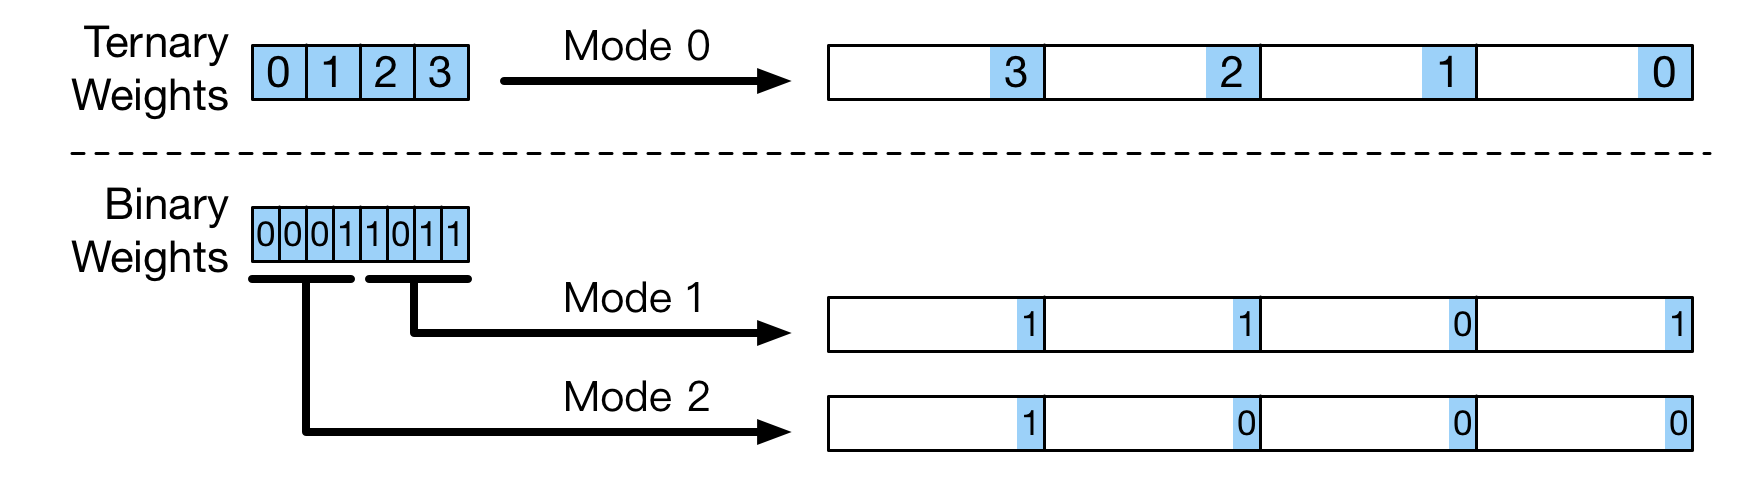 Ternary
Weights
0 1 2 3
Mode 0
3 2 1 0
Binary
Weights
0 0 0 1 1 0 1 1
Mode 1
1 1 0 1
Mode 2
1 0 0 0